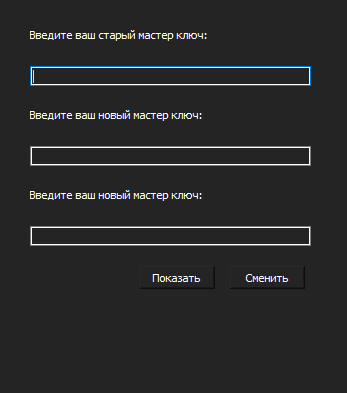 Введите ваш старый мастер ключ:
Введите ваш новый мастер ключ:
Введите ваш новый мастер ключ:
Показать Сменить